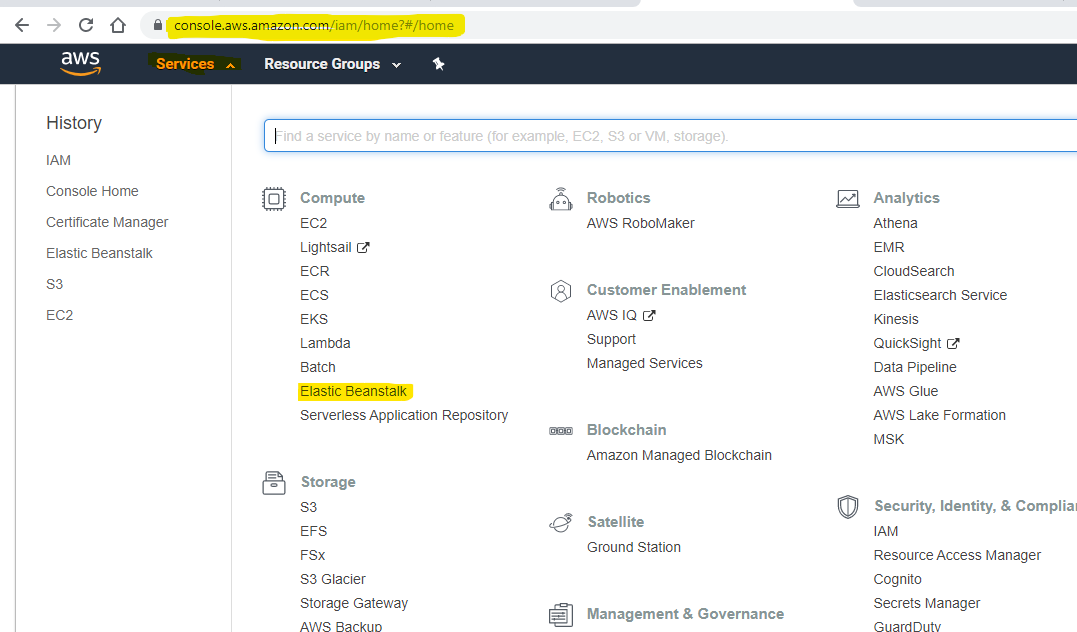 console.aws.amazon.com/iam/home?#/home
aws
Services
Resource Groups
History
IAM
Console Home
Certificate Manager
Elastic Beanstalk
S3
EC2
Find a service by name or feature (for example, EC2, S3 or VM, storage).
Compute
EC2
Lightsail
ECR
ECS
EKS
Lambda
Batch
Elastic Beanstalk
Serverless Application Repository
Storage
S3
EFS
FSx
S3 Glacier
Storage Gateway
AWS Backup
Robotics
AWS RoboMaker
Customer Enablement
AWS IQ
Support
Managed Services
Blockchain
Amazon Managed Blockchain
Satellite
Ground Station
Management & Governance
Analytics
Athena
EMR
CloudSearch
Elasticsearch Service
Kinesis
QuickSight
Data Pipeline
AWS Glue
AWS Lake Formation
MSK
Security, Identity, & Complia
IAM
Resource Access Manager
Cognito
Secrets Manager
GuardDuty